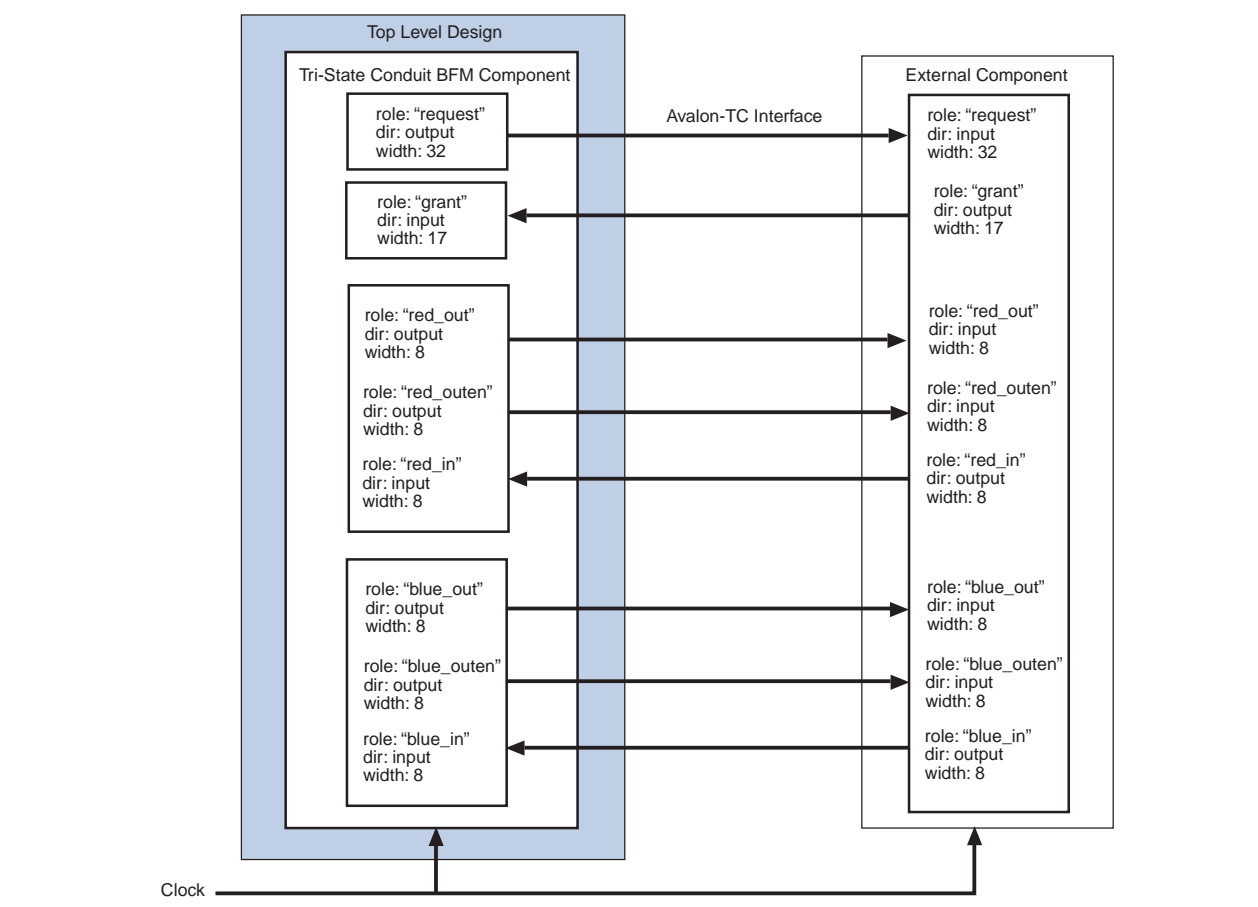 Top Level Design
Tri-State Conduit BFM Component
role: “request”
dir: output
width: 32
role: “grant”
dir: input
width: 17
role: “red_out”
dir: output
width: 8
role: “red_outen”
dir: output
width: 8
role: “red_in”
dir: input
width: 8
role: “blue_out”
dir: output
width: 8
role: “blue_outen”
dir: output
width: 8
role: “blue_in”
dir: input
width: 8
Avalon-TC Interface
External Component
role: “request”
dir: input
width: 32
role: “grant”
dir: output
width: 17
role: “red_out”
dir: input
width: 8
role: “red_outen”
dir: input
width: 8
role: “red_in”
dir: output
width: 8
role: “blue_out”
dir: input
width: 8
role: “blue_outen”
dir: input
width: 8
role: “blue_in”
dir: output
width: 8
Clock